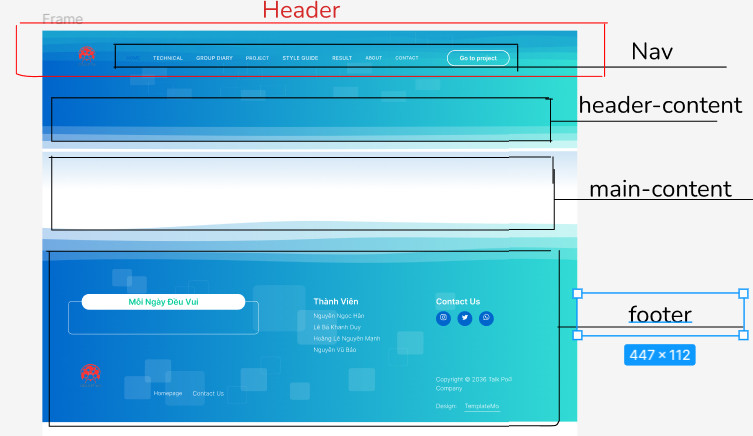 Header
Frame
TECHNICAL GROUP DIARY PROJECT STYLE GUIDE RESULT ABOUT CONTACT Go to project
Nav
header-content
main-content
Mỗi Ngày Đều Vui
Thành Viên
Nguyễn Ngọc Hân
Lê Bá Khánh Duy
Hoàng Lê Nguyên Mạnh
Nguyễn Vũ Bảo
Contact Us
footer
447 × 112
Homepage Contact Us
Copyright © 2026 Talk Poll
Company
Design: TemplateMo